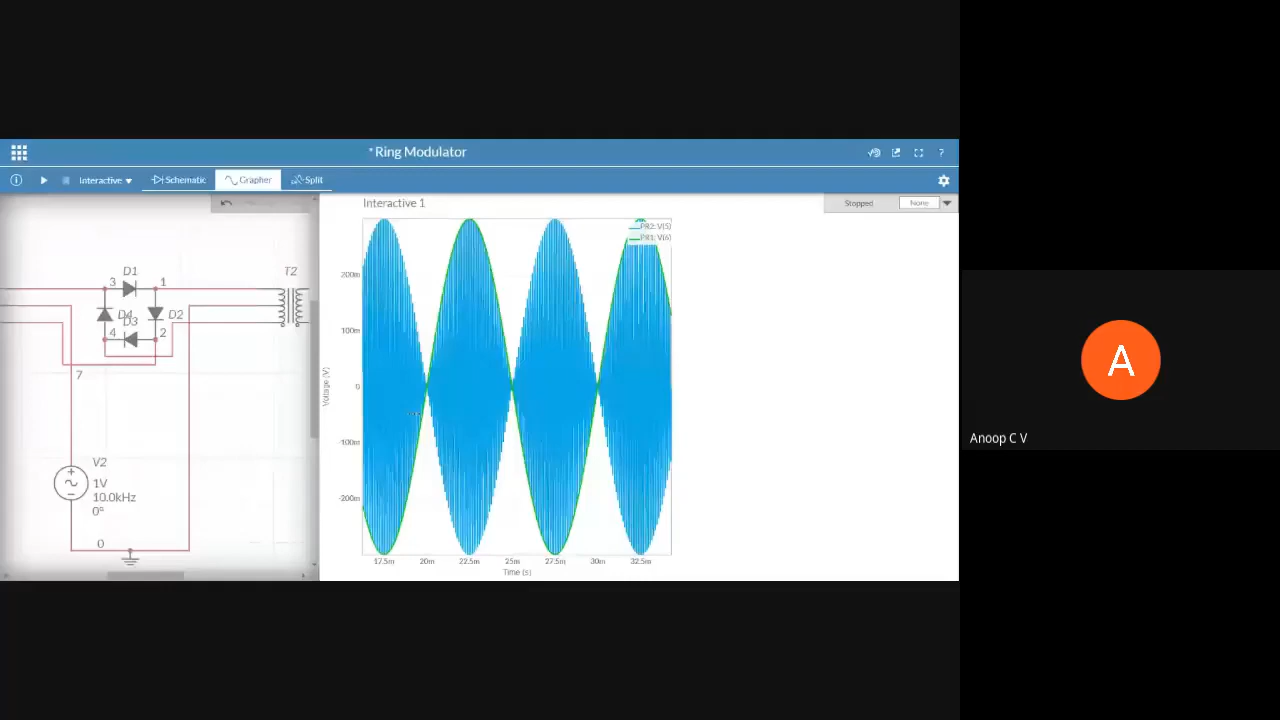 *Ring Modulator
Interactive
Schematic
Grapher
Split
Interactive 1
Stopped
None
PR2: V(5)
PR1: V(6)
D1
3
1
T2
D4
D3
D2
4
2
7
V2
1V
10.0kHz
0°
0
Voltage (V)
200m
100m
0
-100m
-200m
17.5m 20m 22.5m 25m 27.5m 30m 32.5m
Time (s)
A
Anoop C V